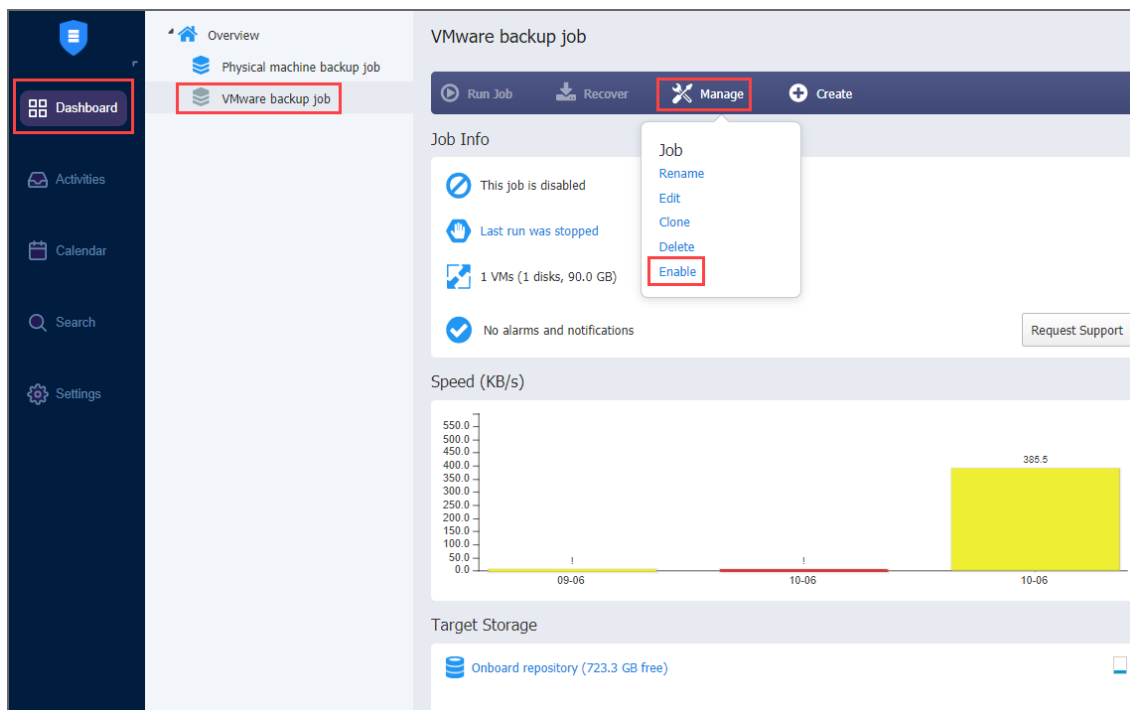 Dashboard
Activities
Calendar
Search
Settings
Overview
Physical machine backup job
VMware backup job
VMware backup job
Run Job Recover Manage Create
Job Info
This job is disabled
Last run was stopped
1 VMs (1 disks, 90.0 GB)
No alarms and notifications
Request Support
Job
Rename
Edit
Clone
Delete
Enable
Speed (KB/s)
550.0
500.0
450.0
400.0
350.0
300.0
250.0
200.0
150.0
100.0
50.0
0.0
! ! 385.5
09-06 10-06 10-06
Target Storage
Onboard repository (723.3 GB free)